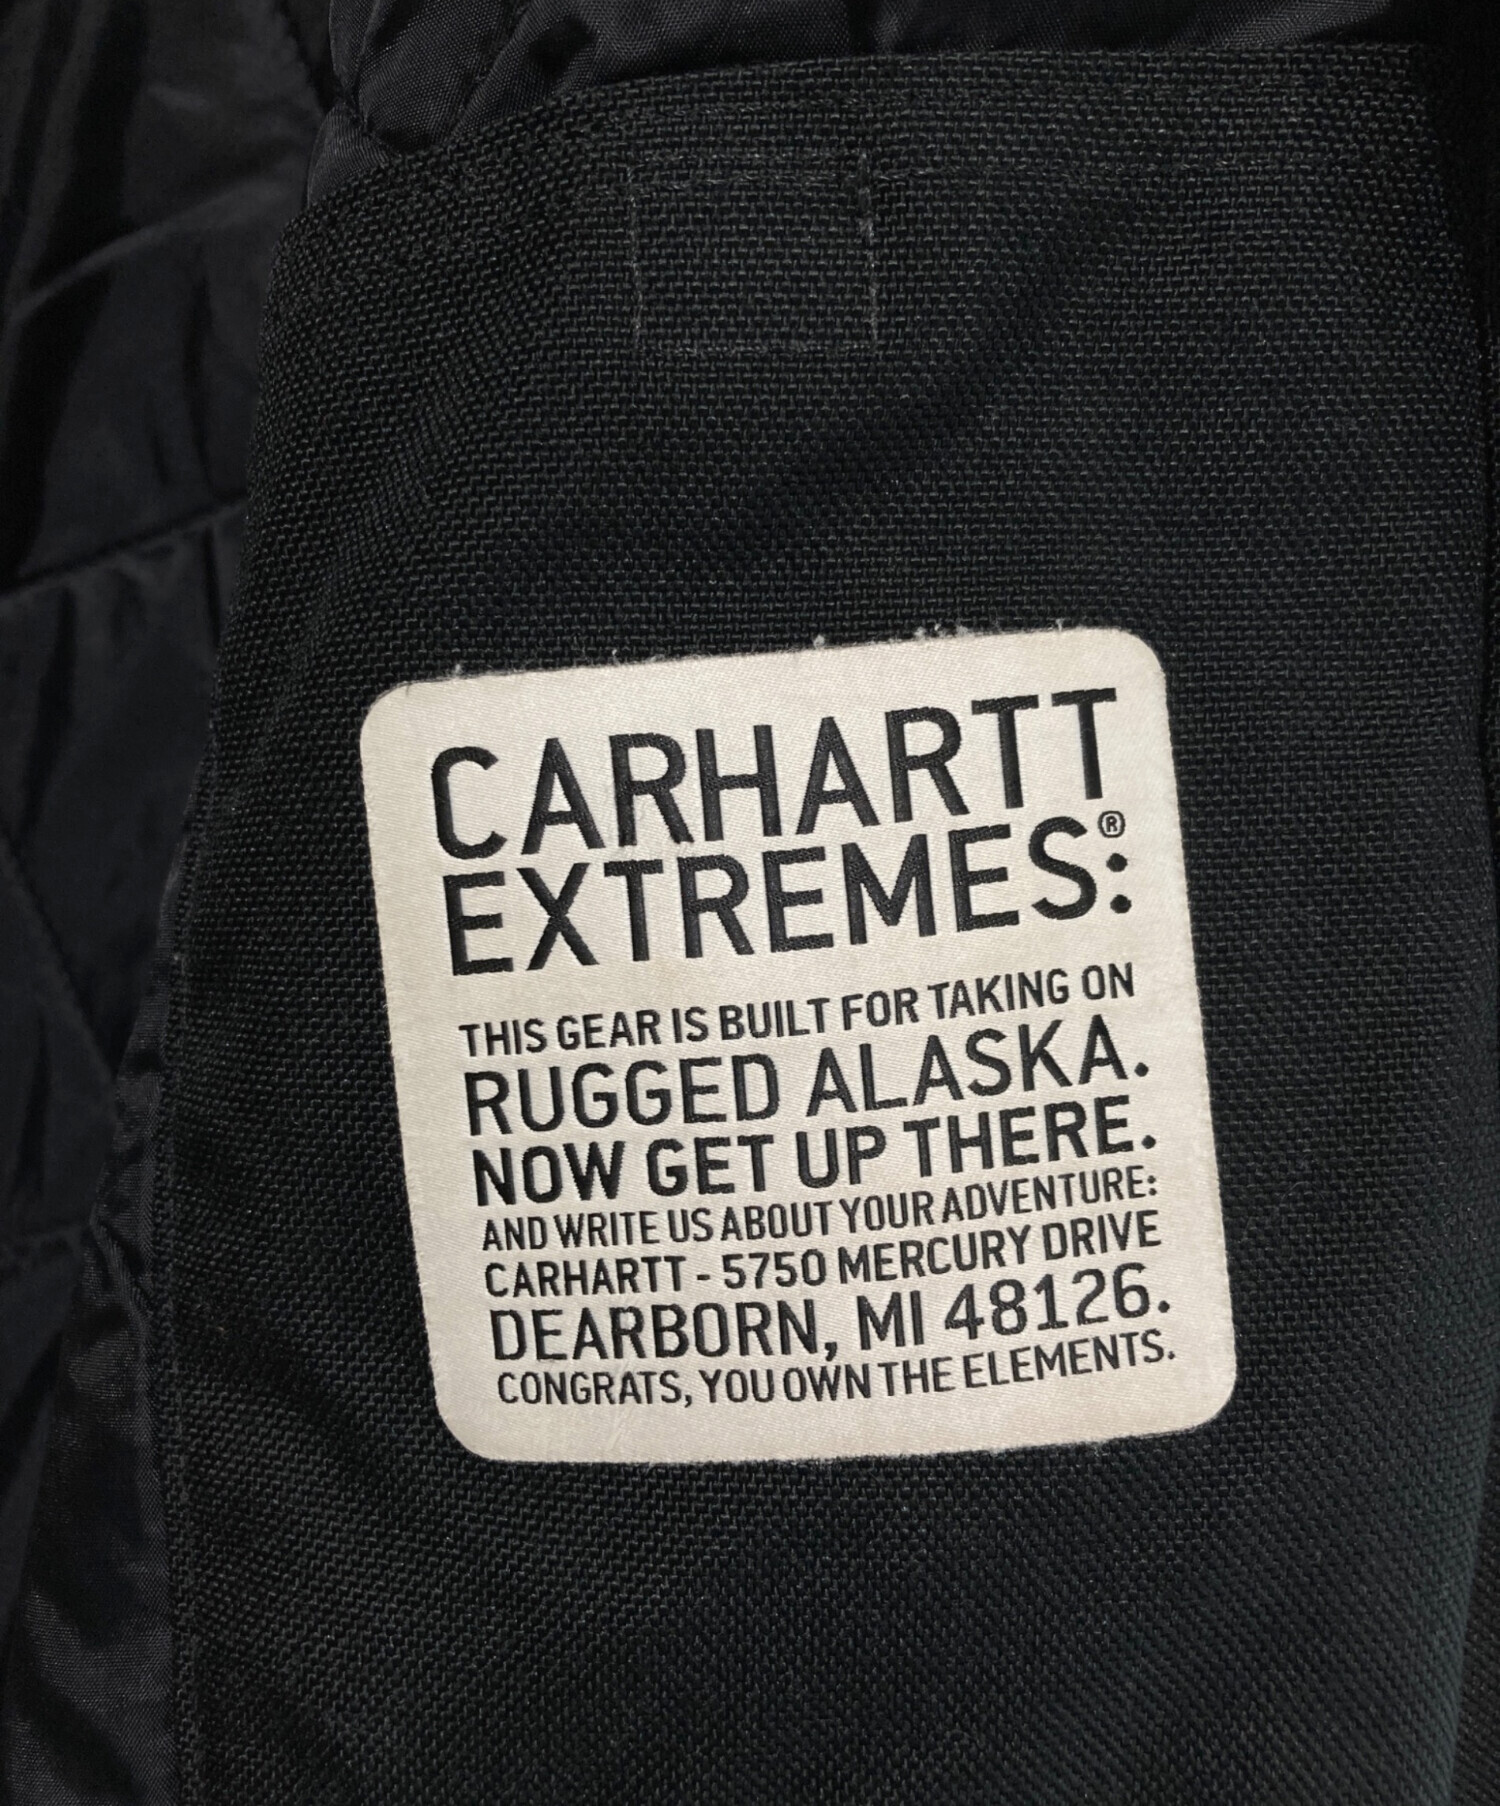 CARHARTT
EXTREMES®:
THIS GEAR IS BUILT FOR TAKING ON
RUGGED ALASKA.
NOW GET UP THERE.
AND WRITE US ABOUT YOUR ADVENTURE:
CARHARTT - 5750 MERCURY DRIVE
DEARBORN, MI 48126.
CONGRATS, YOU OWN THE ELEMENTS.